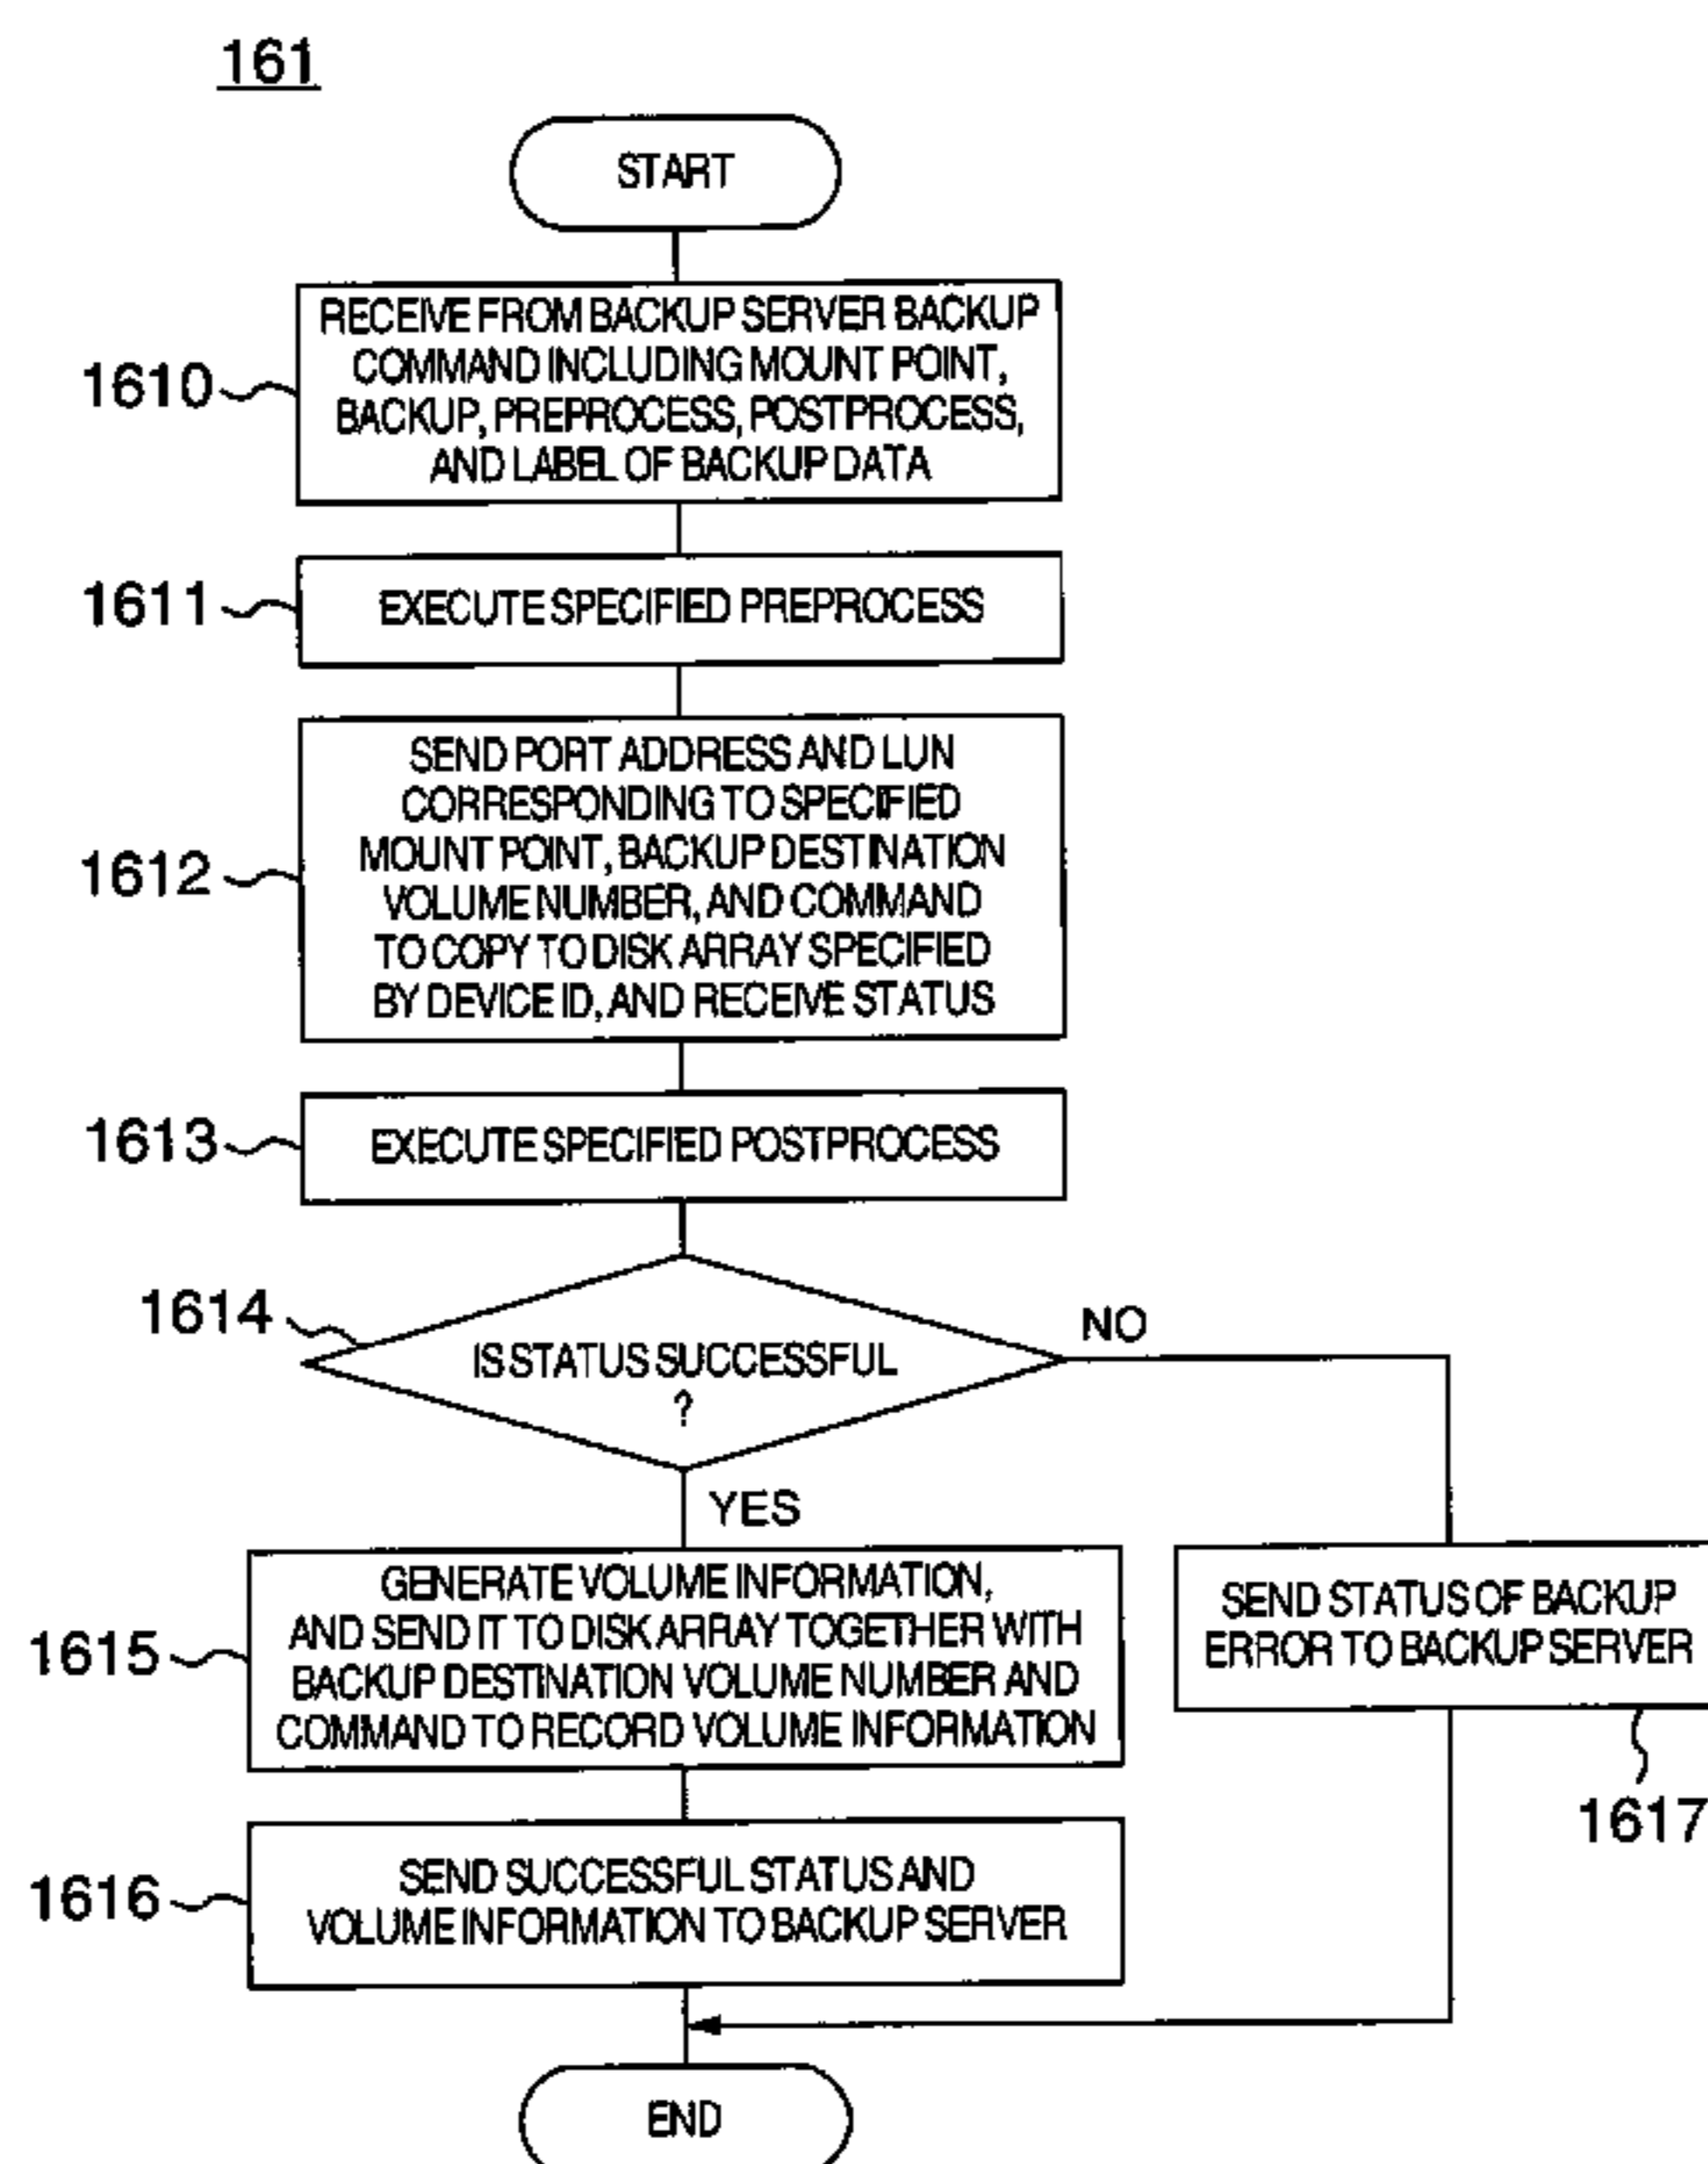 161
START
1610
RECEIVE FROM BACKUP SERVER BACKUP
COMMAND INCLUDING MOUNT POINT,
BACKUP, PREPROCESS, POSTPROCESS,
AND LABEL OF BACKUP DATA
1611
EXECUTE SPECIFIED PREPROCESS
1612
SEND PORT ADDRESS AND LUN
CORRESPONDING TO SPECIFIED
MOUNT POINT, BACKUP DESTINATION
VOLUME NUMBER, AND COMMAND
TO COPY TO DISK ARRAY SPECIFIED
BY DEVICE ID, AND RECEIVE STATUS
1613
EXECUTE SPECIFIED POSTPROCESS
1614
IS STATUS SUCCESSFUL
?
NO
YES
1615
GENERATE VOLUME INFORMATION,
AND SEND IT TO DISK ARRAY TOGETHER WITH
BACKUP DESTINATION VOLUME NUMBER AND
COMMAND TO RECORD VOLUME INFORMATION
SEND STATUS OF BACKUP
ERROR TO BACKUP SERVER
1617
1616
SEND SUCCESSFUL STATUS AND
VOLUME INFORMATION TO BACKUP SERVER
END